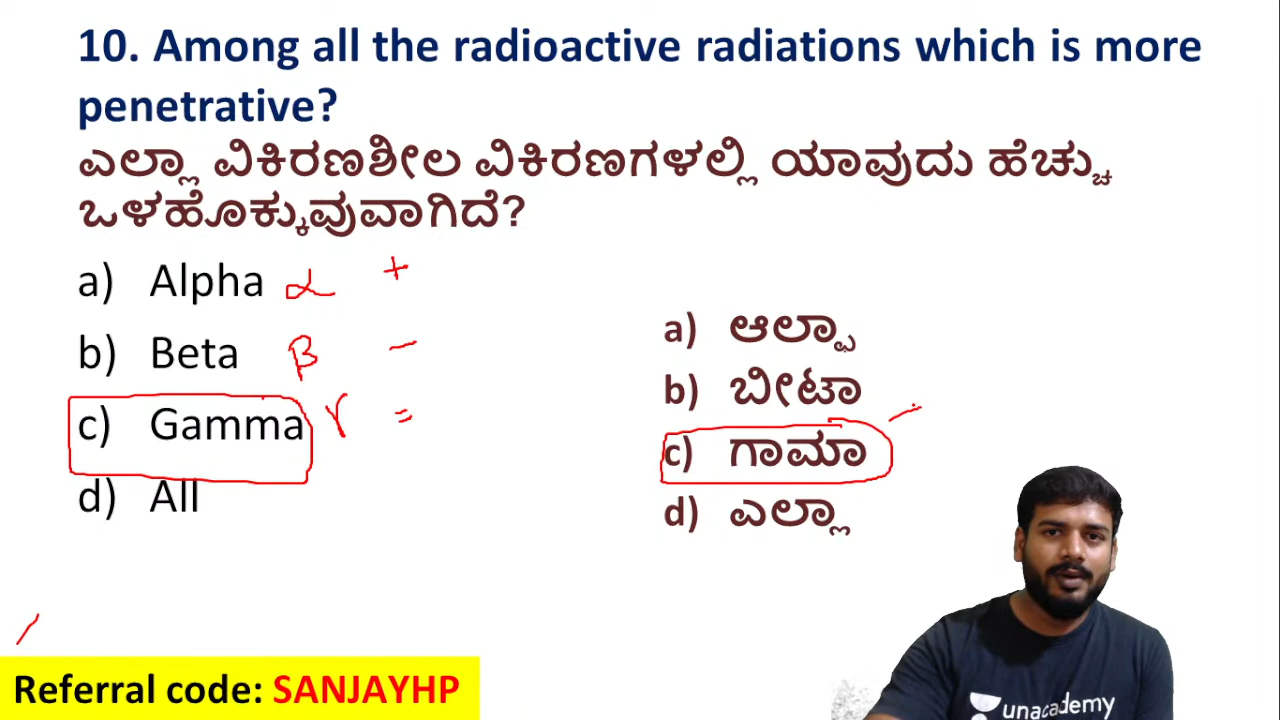 10. Among all the radioactive radiations which is more
penetrative?
ಎಲ್ಲಾ ವಿಕಿರಣಶೀಲ ವಿಕಿರಣಗಳಲ್ಲಿ ಯಾವುದು ಹೆಚ್ಚು
ಒಳಹೊಕ್ಕುವುವಾಗಿದೆ?
a) Alpha α +
b) Beta β −
c) Gamma γ =
d) All
a) ಆಲ್ಫಾ
b) ಬೀಟಾ
c) ಗಾಮಾ
d) ಎಲ್ಲಾ
Referral code: SANJAYHP
unacademy